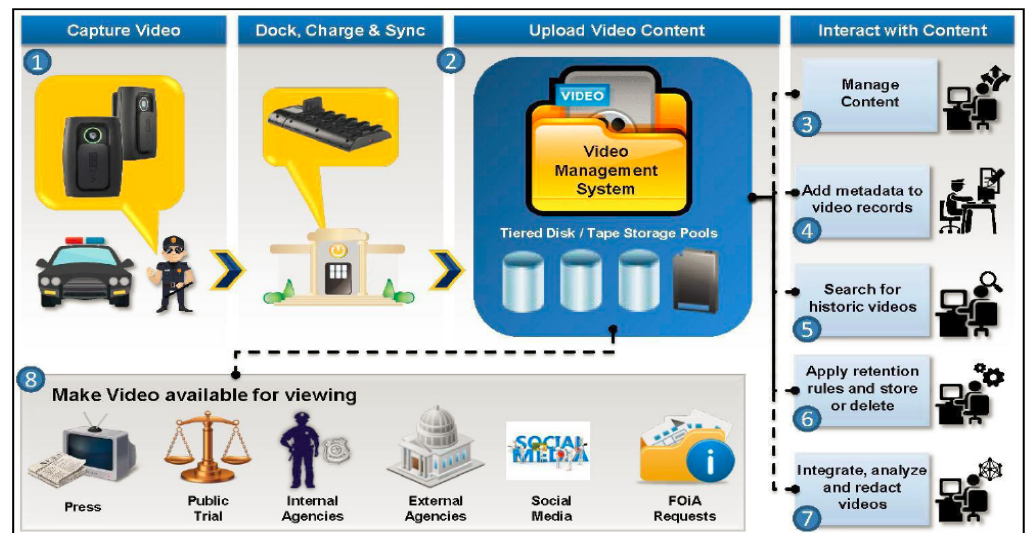 Capture Video
Dock, Charge & Sync
Upload Video Content
Interact with Content
1
2
VIDEO
Video
Management
System
Tiered Disk / Tape Storage Pools
Manage
Content
3
Add metadata to
video records
4
Search for
historic videos
5
Apply retention
rules and store
or delete
6
Integrate, analyze
and redact
videos
7
8
Make Video available for viewing
Press
Public
Trial
Internal
Agencies
External
Agencies
SOCIAL
MEDIA
Social
Media
i
FOiA
Requests